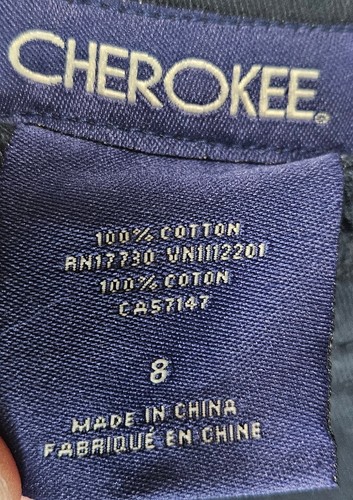 CHEROKEE®
100% COTTON
RN17730 VN1112201
100% COTON
CA57147
8
MADE IN CHINA
FABRIQUÉ EN CHINE